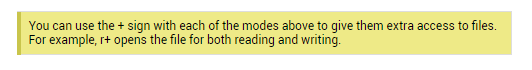 You can use the + sign with each of the modes above to give them extra access to files.
For example, r+ opens the file for both reading and writing.